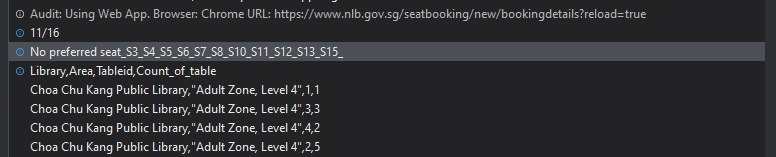 Audit: Using Web App. Browser: Chrome URL: https://www.nlb.gov.sg/seatbooking/new/bookingdetails?reload=true
11/16
No preferred seat_S3_S4_S5_S6_S7_S8_S10_S11_S12_S13_S15_
Library,Area,Tableid,Count_of_table
Choa Chu Kang Public Library,"Adult Zone, Level 4",1,1
Choa Chu Kang Public Library,"Adult Zone, Level 4",3,3
Choa Chu Kang Public Library,"Adult Zone, Level 4",4,2
Choa Chu Kang Public Library,"Adult Zone, Level 4",2,5